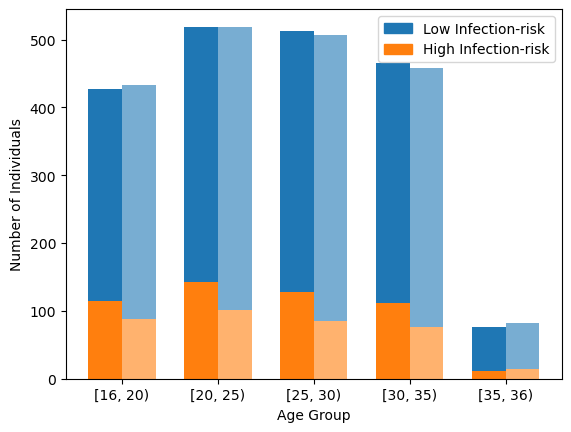 Low Infection-risk
High Infection-risk
Number of Individuals
500
400
300
200
100
0
[16, 20)
[20, 25)
[25, 30)
[30, 35)
[35, 36)
Age Group